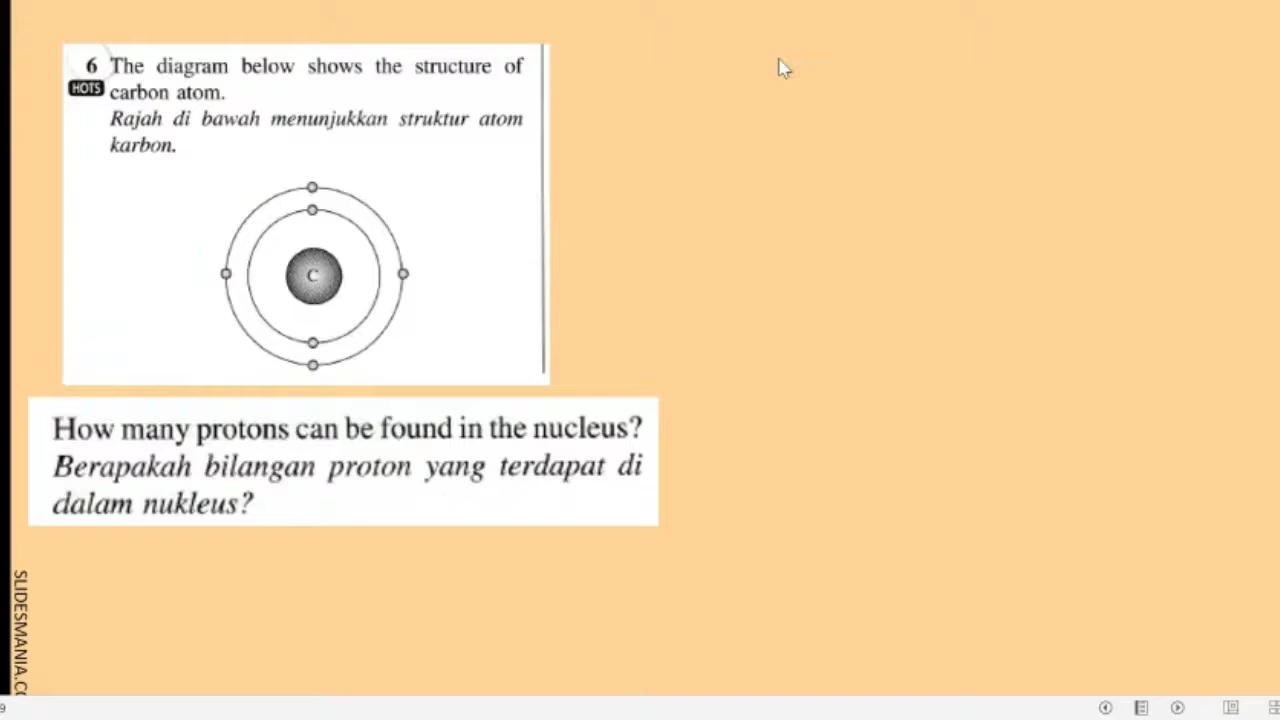 6 The diagram below shows the structure of
HOTS carbon atom.
Rajah di bawah menunjukkan struktur atom
karbon.
C
How many protons can be found in the nucleus?
Berapakah bilangan proton yang terdapat di
dalam nukleus?
SLIDESMANIA.C
9